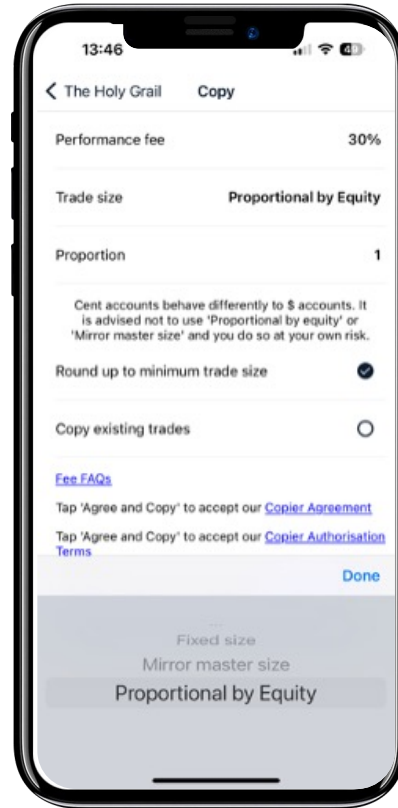 13:46
49
The Holy Grail
Copy
Performance fee
30%
Trade size
Proportional by Equity
Proportion
1
Cent accounts behave differently to $ accounts. It
is advised not to use 'Proportional by equity' or
'Mirror master size' and you do so at your own risk.
Round up to minimum trade size
Copy existing trades
Fee FAQs
Tap 'Agree and Copy' to accept our Copier Agreement
Tap 'Agree and Copy' to accept our Copier Authorisation
Terms
Done
...
Fixed size
Mirror master size
Proportional by Equity